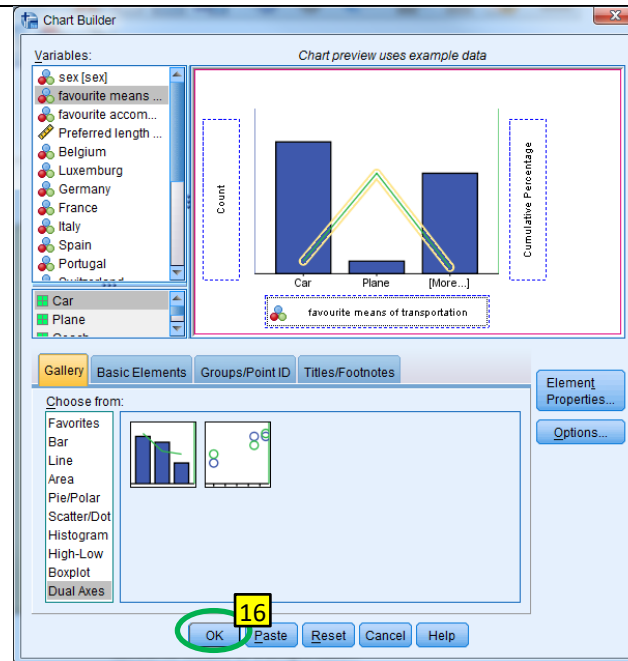 Chart Builder
Variables:
Chart preview uses example data
sex [sex]
favourite means ...
favourite accom...
Preferred length ...
Belgium
Luxemburg
Germany
France
Italy
Spain
Portugal
Car
Plane
Count
Cumulative Percentage
Car Plane [More...]
favourite means of transportation
Gallery Basic Elements Groups/Point ID Titles/Footnotes
Choose from:
Favorites
Bar
Line
Area
Pie/Polar
Scatter/Dot
Histogram
High-Low
Boxplot
Dual Axes
Element
Properties...
Options...
16
OK Paste Reset Cancel Help